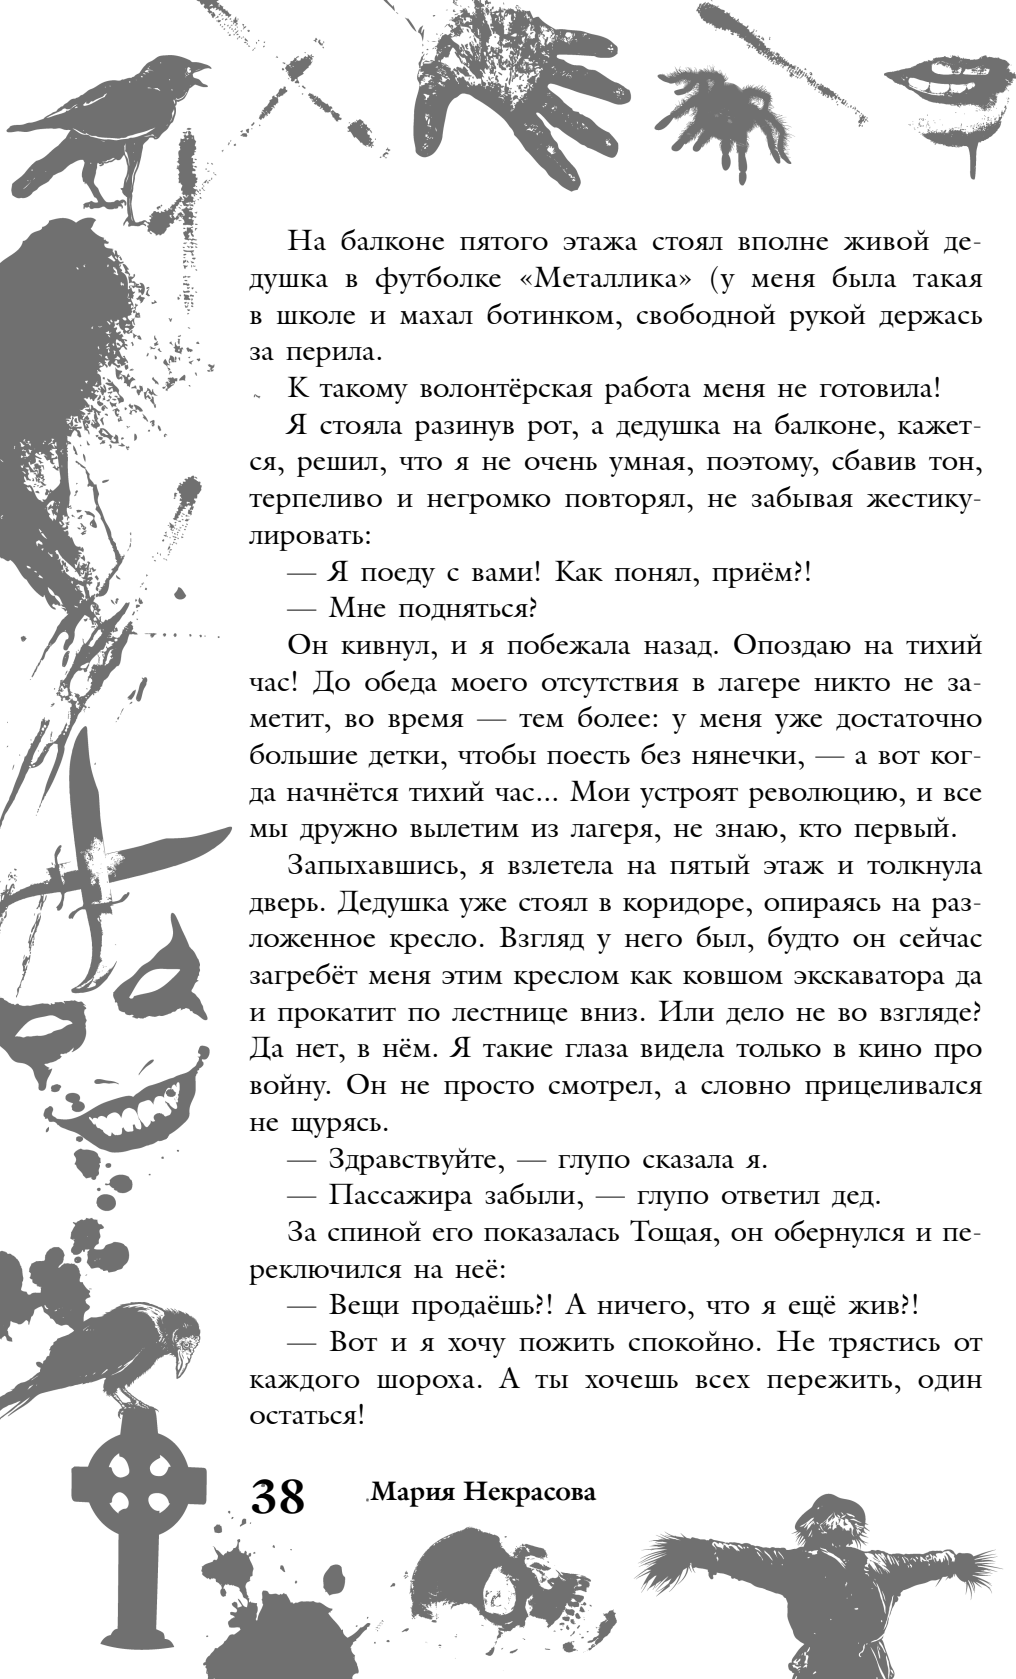 На балконе пятого этажа стоял вполне живой де-
душка в футболке «Металлика» (у меня была такая
в школе и махал ботинком, свободной рукой держась
за перила.
К такому волонтёрская работа меня не готовила!
Я стояла разинув рот, а дедушка на балконе, кажет-
ся, решил, что я не очень умная, поэтому, сбавив тон,
терпеливо и негромко повторял, не забывая жестику-
лировать:
— Я поеду с вами! Как понял, приём?!
— Мне подняться?
Он кивнул, и я побежала назад. Опоздаю на тихий
час! До обеда моего отсутствия в лагере никто не за-
метит, во время — тем более: у меня уже достаточно
большие детки, чтобы поесть без нянечки, — а вот ког-
да начнётся тихий час... Мои устроят революцию, и все
мы дружно вылетим из лагеря, не знаю, кто первый.
Запыхавшись, я взлетела на пятый этаж и толкнула
дверь. Дедушка уже стоял в коридоре, опираясь на раз-
ложенное кресло. Взгляд у него был, будто он сейчас
загребёт меня этим креслом как ковшом экскаватора да
и прокатит по лестнице вниз. Или дело не во взгляде?
Да нет, в нём. Я такие глаза видела только в кино про
войну. Он не просто смотрел, а словно прицеливался
не щурясь.
— Здравствуйте, — глупо сказала я.
— Пассажира забыли, — глупо ответил дед.
За спиной его показалась Тощая, он обернулся и пе-
реключился на неё:
— Вещи продаёшь?! А ничего, что я ещё жив?!
— Вот и я хочу пожить спокойно. Не трястись от
каждого шороха. А ты хочешь всех пережить, один
остаться!
38 Мария Некрасова